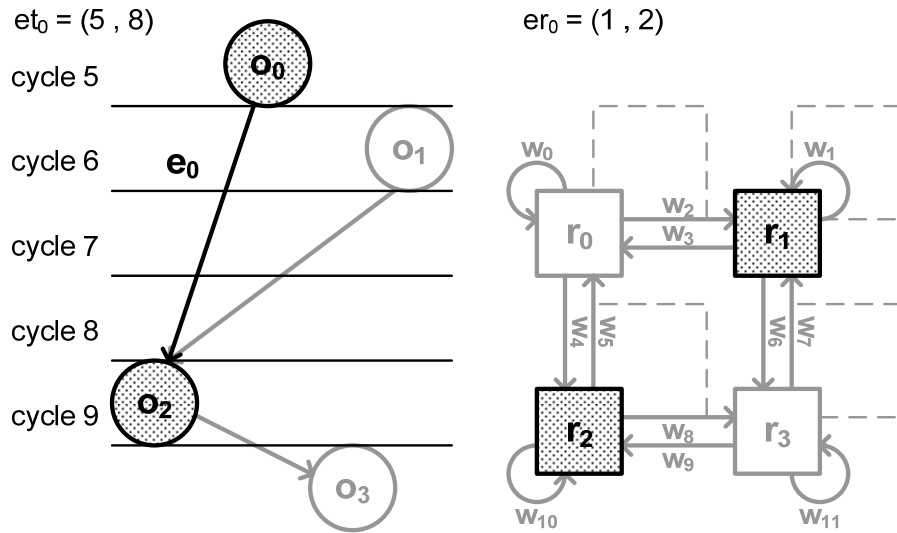 et₀ = (5 , 8)
er₀ = (1 , 2)
cycle 5
o₀
cycle 6
e₀
o₁
cycle 7
cycle 8
cycle 9
o₂
o₃
w₀
w₁
r₀
w₂
w₃
r₁
w₄
w₅
w₆
w₇
r₂
w₈
w₉
r₃
w₁₀
w₁₁